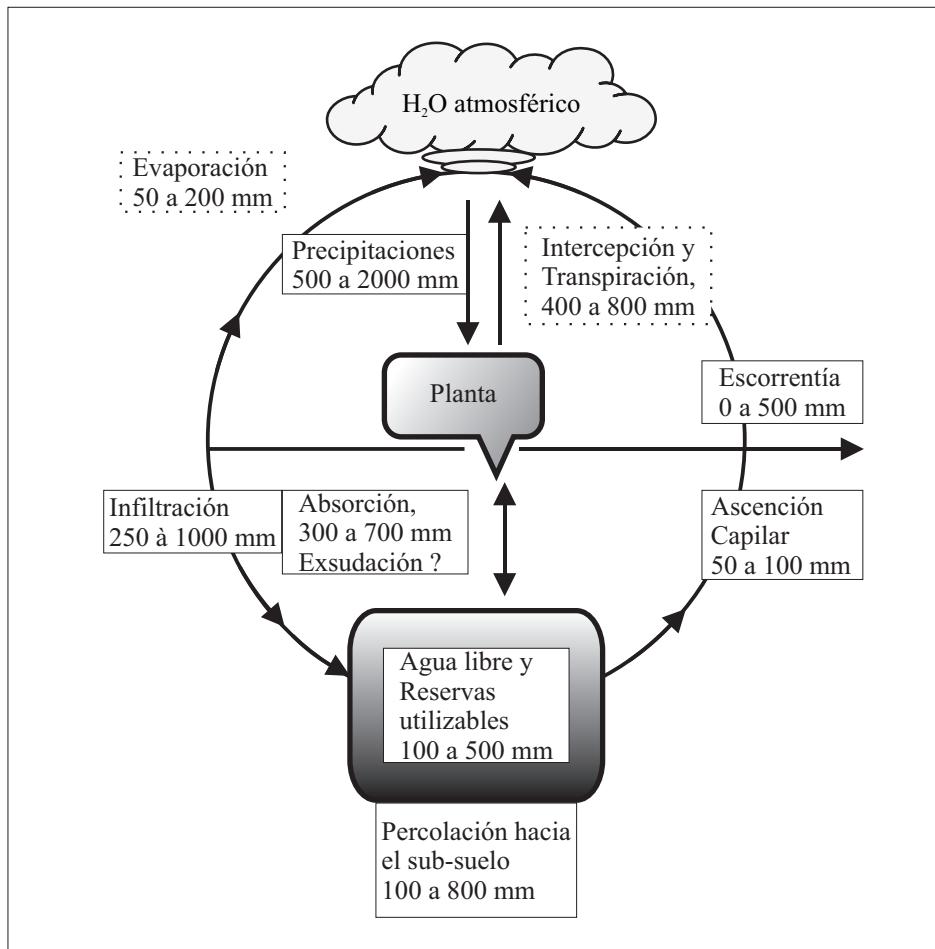 H₂O atmosférico
Evaporación
50 a 200 mm
Precipitaciones
500 a 2000 mm
Intercepción y
Transpiración,
400 a 800 mm
Planta
Escorrentía
0 a 500 mm
Infiltración
250 à 1000 mm
Absorción,
300 a 700 mm
Exsudación ?
Ascención
Capilar
50 a 100 mm
Agua libre y
Reservas
utilizables
100 a 500 mm
Percolación hacia
el sub-suelo
100 a 800 mm